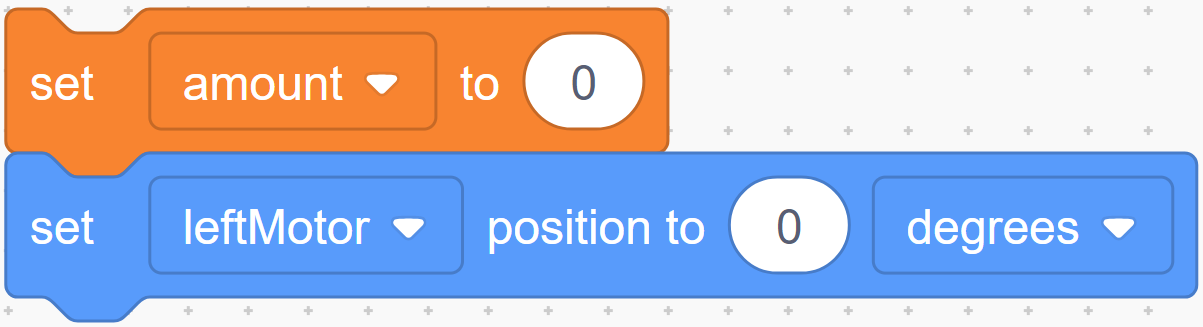 set amount to 0
set leftMotor position to 0 degrees